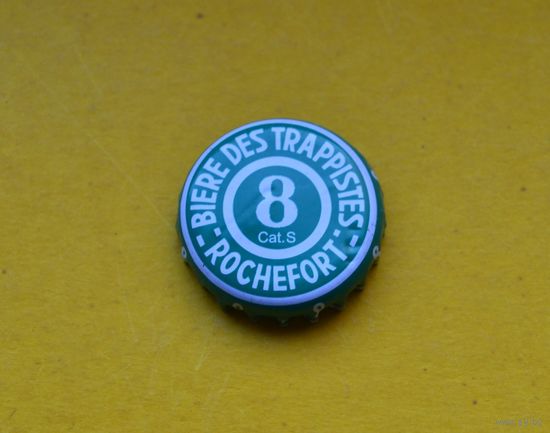 BIERE DES TRAPPISTES
8
Cat.S
- ROCHEFORT -